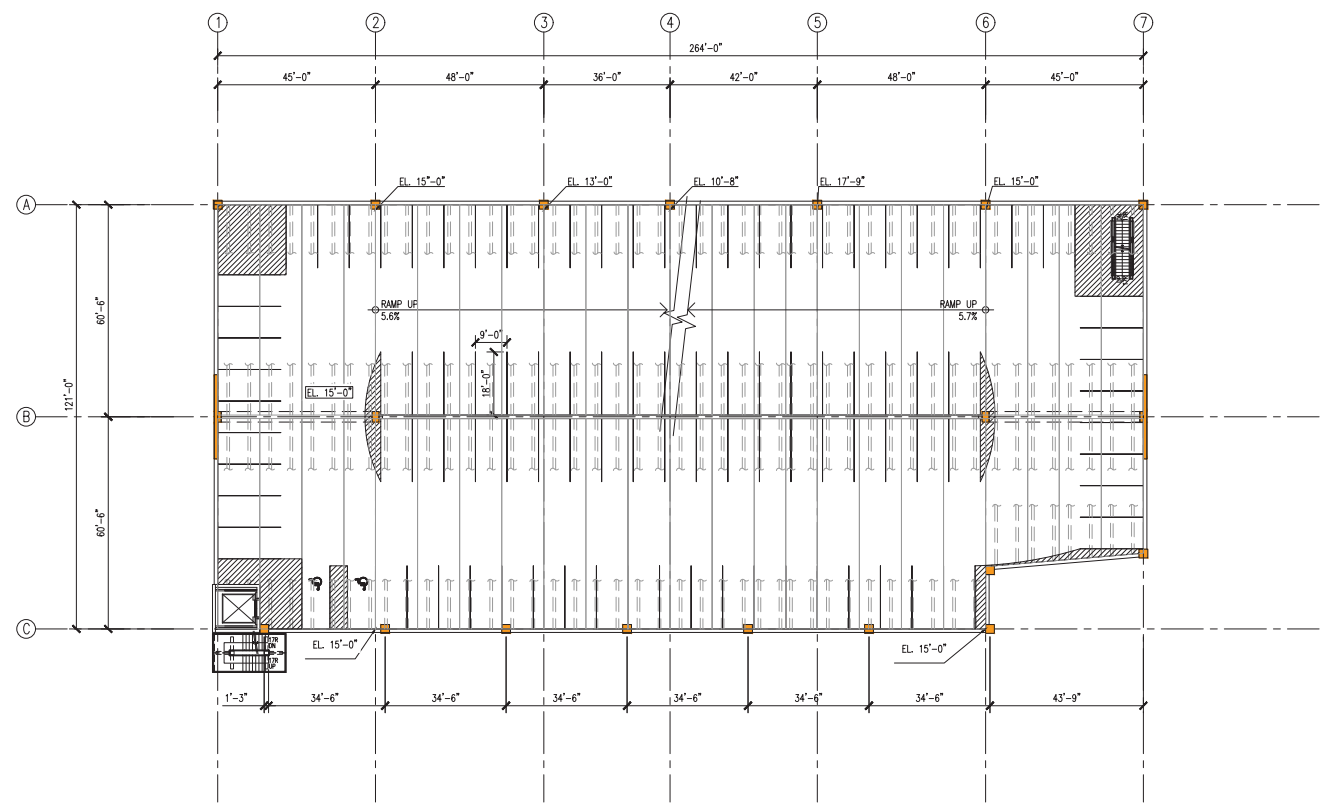 1 2 3 4 5 6 7
264'-0"
45'-0" 48'-0" 36'-0" 42'-0" 48'-0" 45'-0"
EL. 15"-0" EL. 13'-0" EL. 10'-8" EL. 17'-9" EL. 15'-0"
A
RAMP UP
5.6%
RAMP UP
5.7%
60'-6"
9'-0"
18'-0"
121'-0"
EL. 15'-0"
B
60'-6"
C
17R
DN
17R
UP
EL. 15'-0" EL. 15'-0"
1'-3" 34'-6" 34'-6" 34'-6" 34'-6" 34'-6" 34'-6" 43'-9"